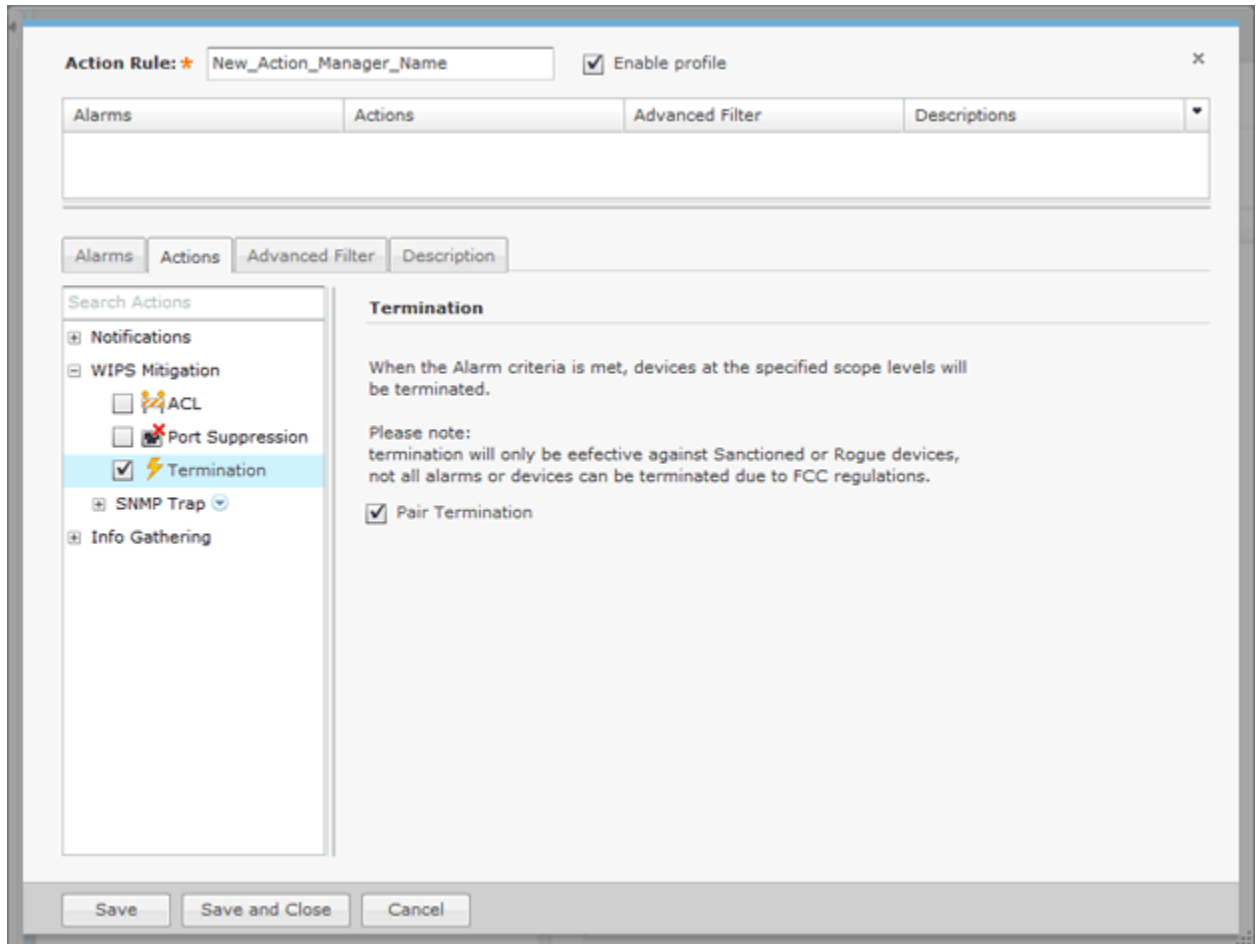 Action Rule: * New_Action_Manager_Name Enable profile
Alarms Actions Advanced Filter Descriptions
Alarms Actions Advanced Filter Description
Search Actions
Notifications
WIPS Mitigation
ACL
Port Suppression
Termination
SNMP Trap
Info Gathering
Termination
When the Alarm criteria is met, devices at the specified scope levels will
be terminated.
Please note:
termination will only be eefective against Sanctioned or Rogue devices,
not all alarms or devices can be terminated due to FCC regulations.
Pair Termination
Save Save and Close Cancel